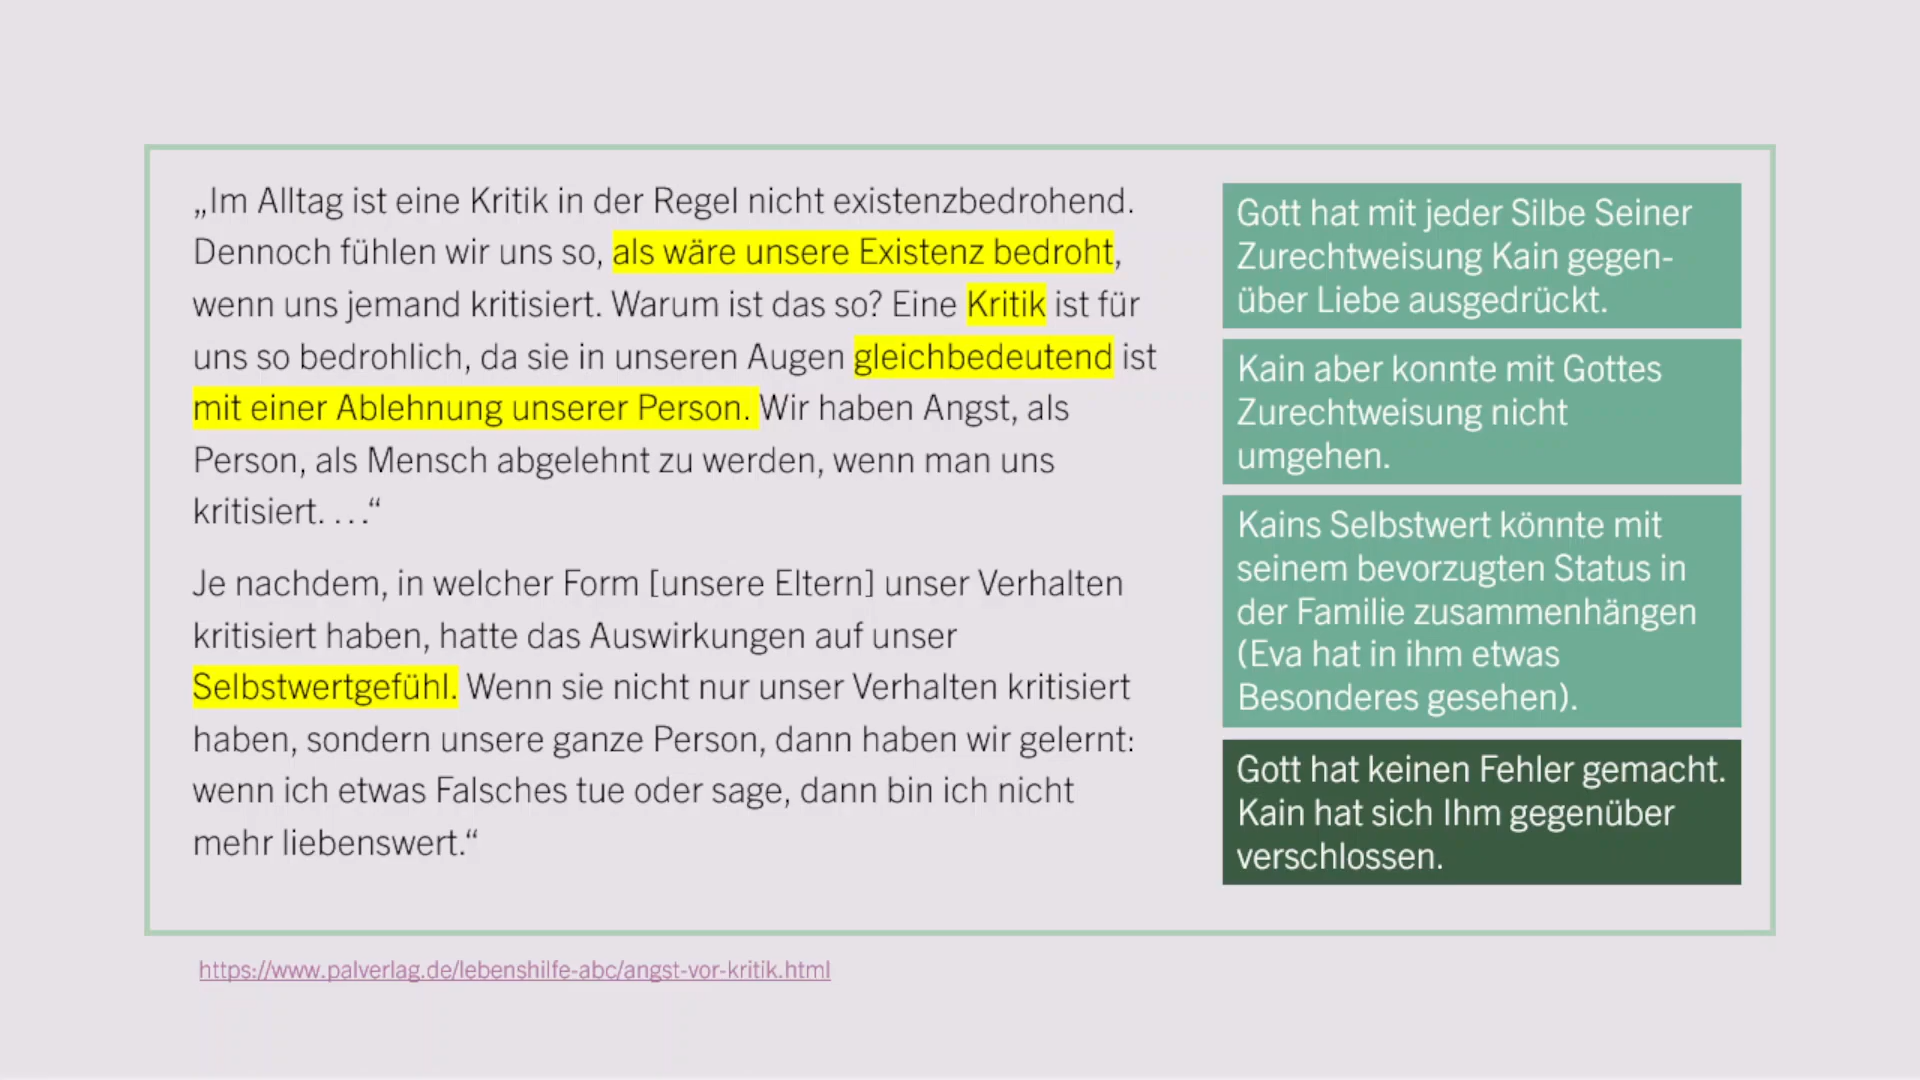 „Im Alltag ist eine Kritik in der Regel nicht existenzbedrohend.
Dennoch fühlen wir uns so, als wäre unsere Existenz bedroht,
wenn uns jemand kritisiert. Warum ist das so? Eine Kritik ist für
uns so bedrohlich, da sie in unseren Augen gleichbedeutend ist
mit einer Ablehnung unserer Person. Wir haben Angst, als
Person, als Mensch abgelehnt zu werden, wenn man uns
kritisiert. …“
Je nachdem, in welcher Form [unsere Eltern] unser Verhalten
kritisiert haben, hatte das Auswirkungen auf unser
Selbstwertgefühl. Wenn sie nicht nur unser Verhalten kritisiert
haben, sondern unsere ganze Person, dann haben wir gelernt:
wenn ich etwas Falsches tue oder sage, dann bin ich nicht
mehr liebenswert.“
Gott hat mit jeder Silbe Seiner
Zurechtweisung Kain gegen-
über Liebe ausgedrückt.
Kain aber konnte mit Gottes
Zurechtweisung nicht
umgehen.
Kains Selbstwert könnte mit
seinem bevorzugten Status in
der Familie zusammenhängen
(Eva hat in ihm etwas
Besonderes gesehen).
Gott hat keinen Fehler gemacht.
Kain hat sich Ihm gegenüber
verschlossen.
https://www.palverlag.de/lebenshilfe-abc/angst-vor-kritik.html